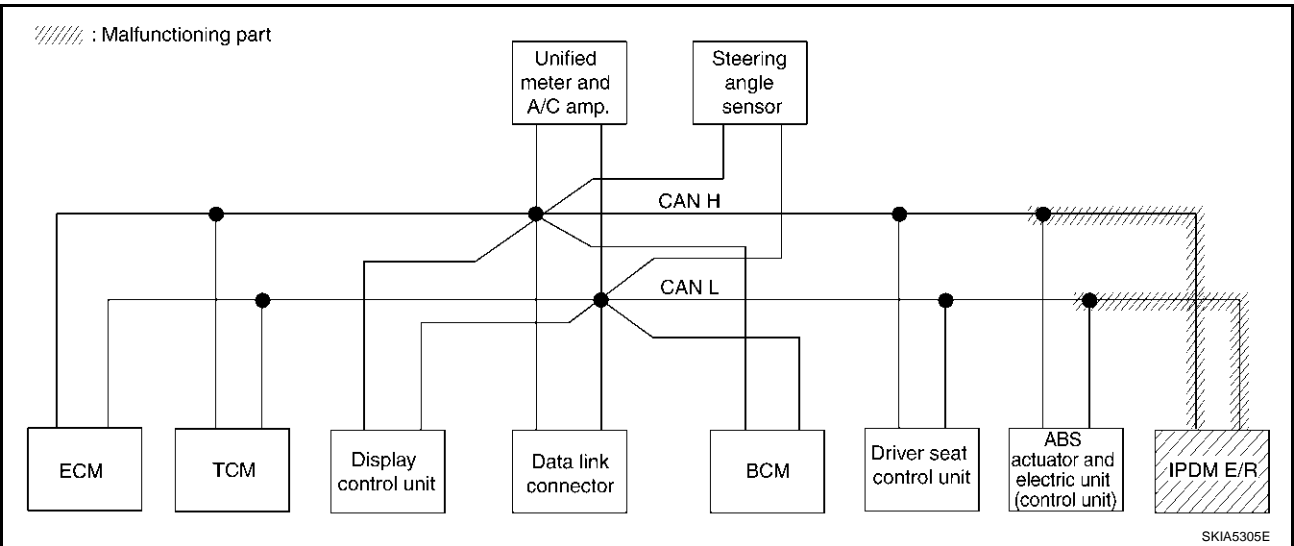 : Malfunctioning part
Unified
meter and
A/C amp.
Steering
angle
sensor
CAN H
CAN L
ECM
TCM
Display
control unit
Data link
connector
BCM
Driver seat
control unit
ABS
actuator and
electric unit
(control unit)
IPDM E/R
SKIA5305E